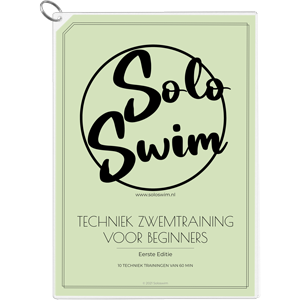 Solo
Swim
www.soloswim.nl
TECHNIEK ZWEMTRAINING
VOOR BEGINNERS
Eerste Editie
10 TECHNIEK TRAININGEN VAN 60 MIN